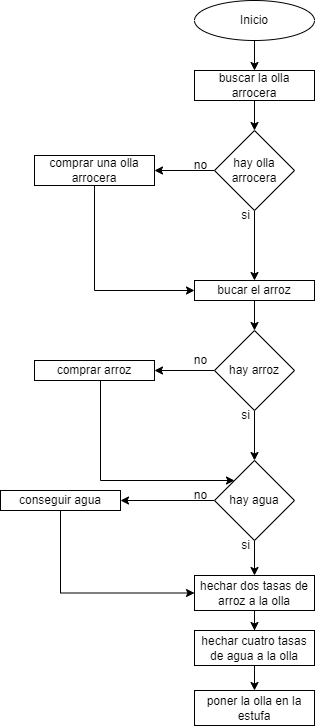 Inicio
buscar la olla
arrocera
hay olla
arrocera
no
comprar una olla
arrocera
si
bucar el arroz
hay arroz
no
comprar arroz
si
hay agua
no
conseguir agua
si
hechar dos tasas de
arroz a la olla
hechar cuatro tasas
de agua a la olla
poner la olla en la
estufa